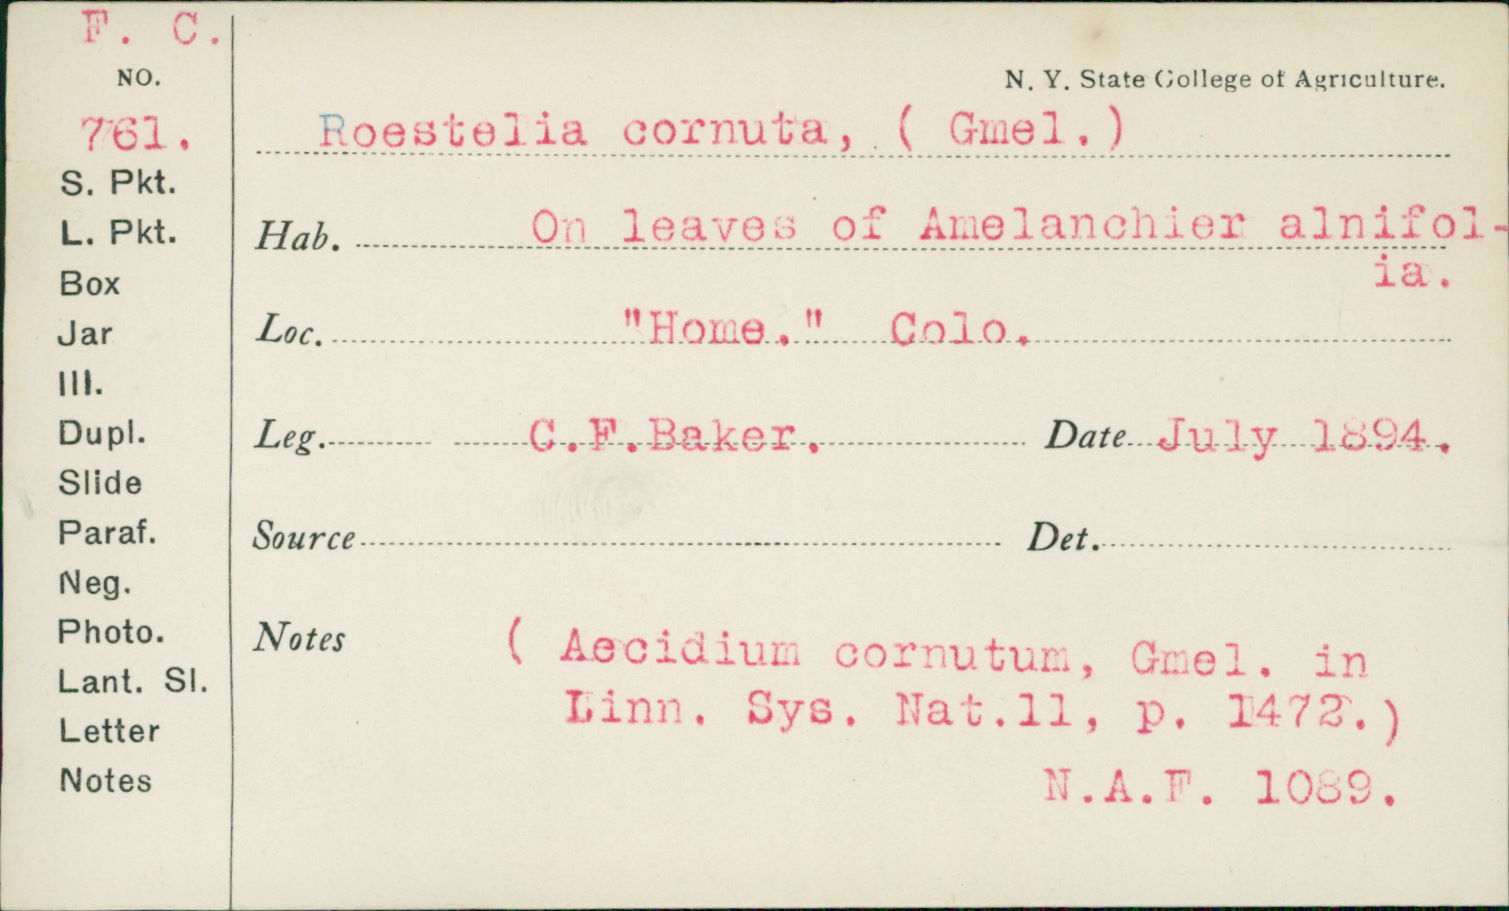 F. C.
NO.
761.
S. Pkt.
L. Pkt.
Box
Jar
Ill.
Dupl.
Slide
Paraf.
Neg.
Photo.
Lant. Sl.
Letter
Notes
N. Y. State College of Agriculture.
Roestelia cornuta, ( Gmel.)
Hab. On leaves of Amelanchier alnifol-
ia.
Loc. "Home." Colo.
Leg. C.F.Baker. Date July 1894.
Source Det.
Notes ( Aecidium cornutum, Gmel. in
Linn. Sys. Nat.11, p. 1472.)
N.A.F. 1089.